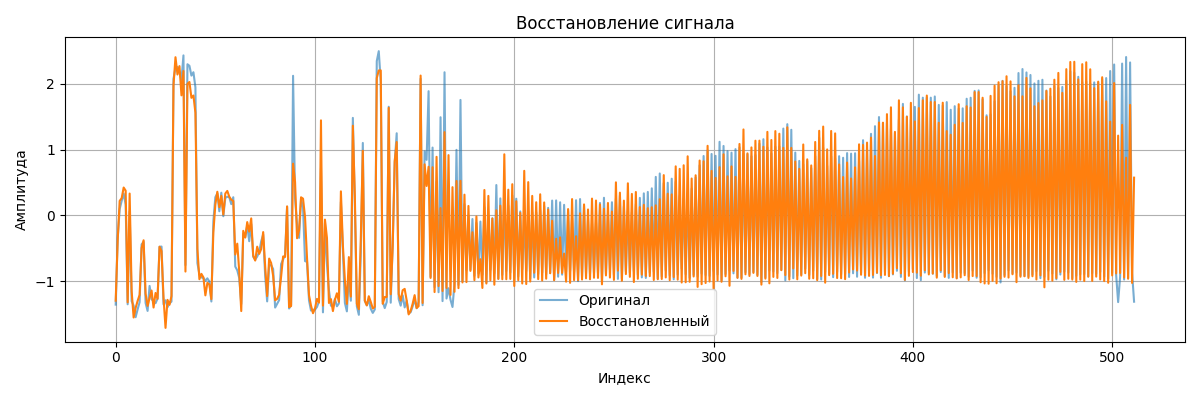 Восстановление сигнала
Амплитуда
2
1
0
−1
0
100
200
300
400
500
Индекс
Оригинал
Восстановленный